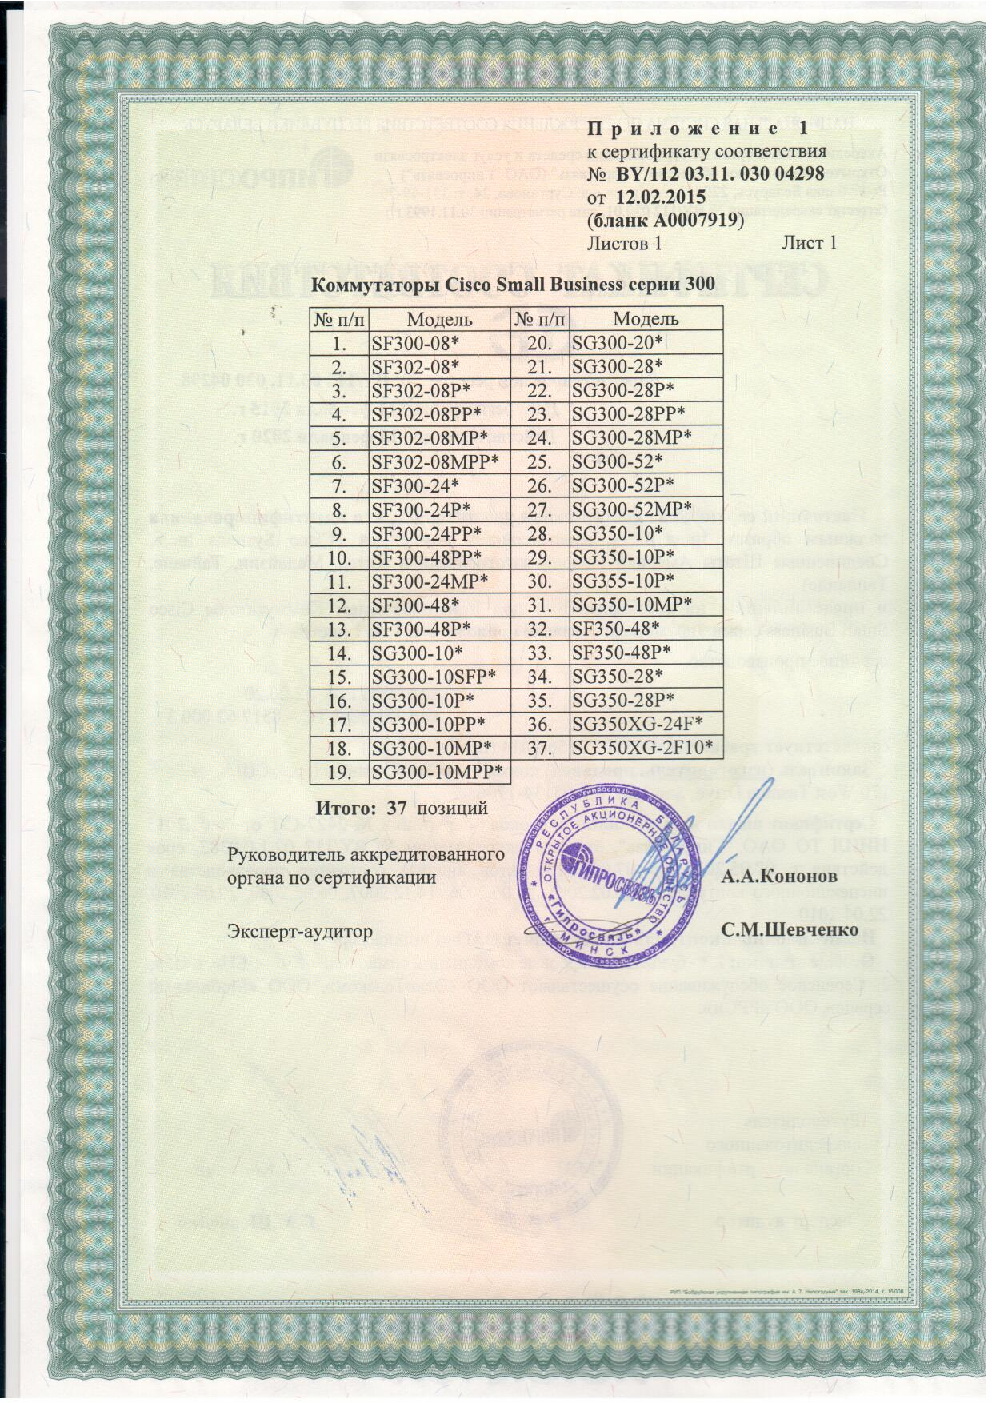 Приложение 1
к сертификату соответствия
№ BY/112 03.11. 030 04298
от 12.02.2015
(бланк А0007919)
Листов 1 Лист 1
Коммутаторы Cisco Small Business серии 300
№ п/п Модель № п/п Модель
1. SF300-08* 20. SG300-20*
2. SF302-08* 21. SG300-28*
3. SF302-08P* 22. SG300-28P*
4. SF302-08PP* 23. SG300-28PP*
5. SF302-08MP* 24. SG300-28MP*
6. SF302-08MPP* 25. SG300-52*
7. SF300-24* 26. SG300-52P*
8. SF300-24P* 27. SG300-52MP*
9. SF300-24PP* 28. SG350-10*
10. SF300-48PP* 29. SG350-10P*
11. SF300-24MP* 30. SG355-10P*
12. SF300-48* 31. SG350-10MP*
13. SF300-48P* 32. SF350-48*
14. SG300-10* 33. SF350-48P*
15. SG300-10SFP* 34. SG350-28*
16. SG300-10P* 35. SG350-28P*
17. SG300-10PP* 36. SG350XG-24F*
18. SG300-10MP* 37. SG350XG-2F10*
19. SG300-10MPP*
Итого: 37 позиций
Руководитель аккредитованного
органа по сертификации А.А.Кононов
Эксперт-аудитор С.М.Шевченко
РЕСПУБЛИКА БЕЛАРУСЬ
ОТКРЫТОЕ АКЦИОНЕРНОЕ ОБЩЕСТВО
ГИПРОСВЯЗЬ
«Гипросвязь»
МИНСК